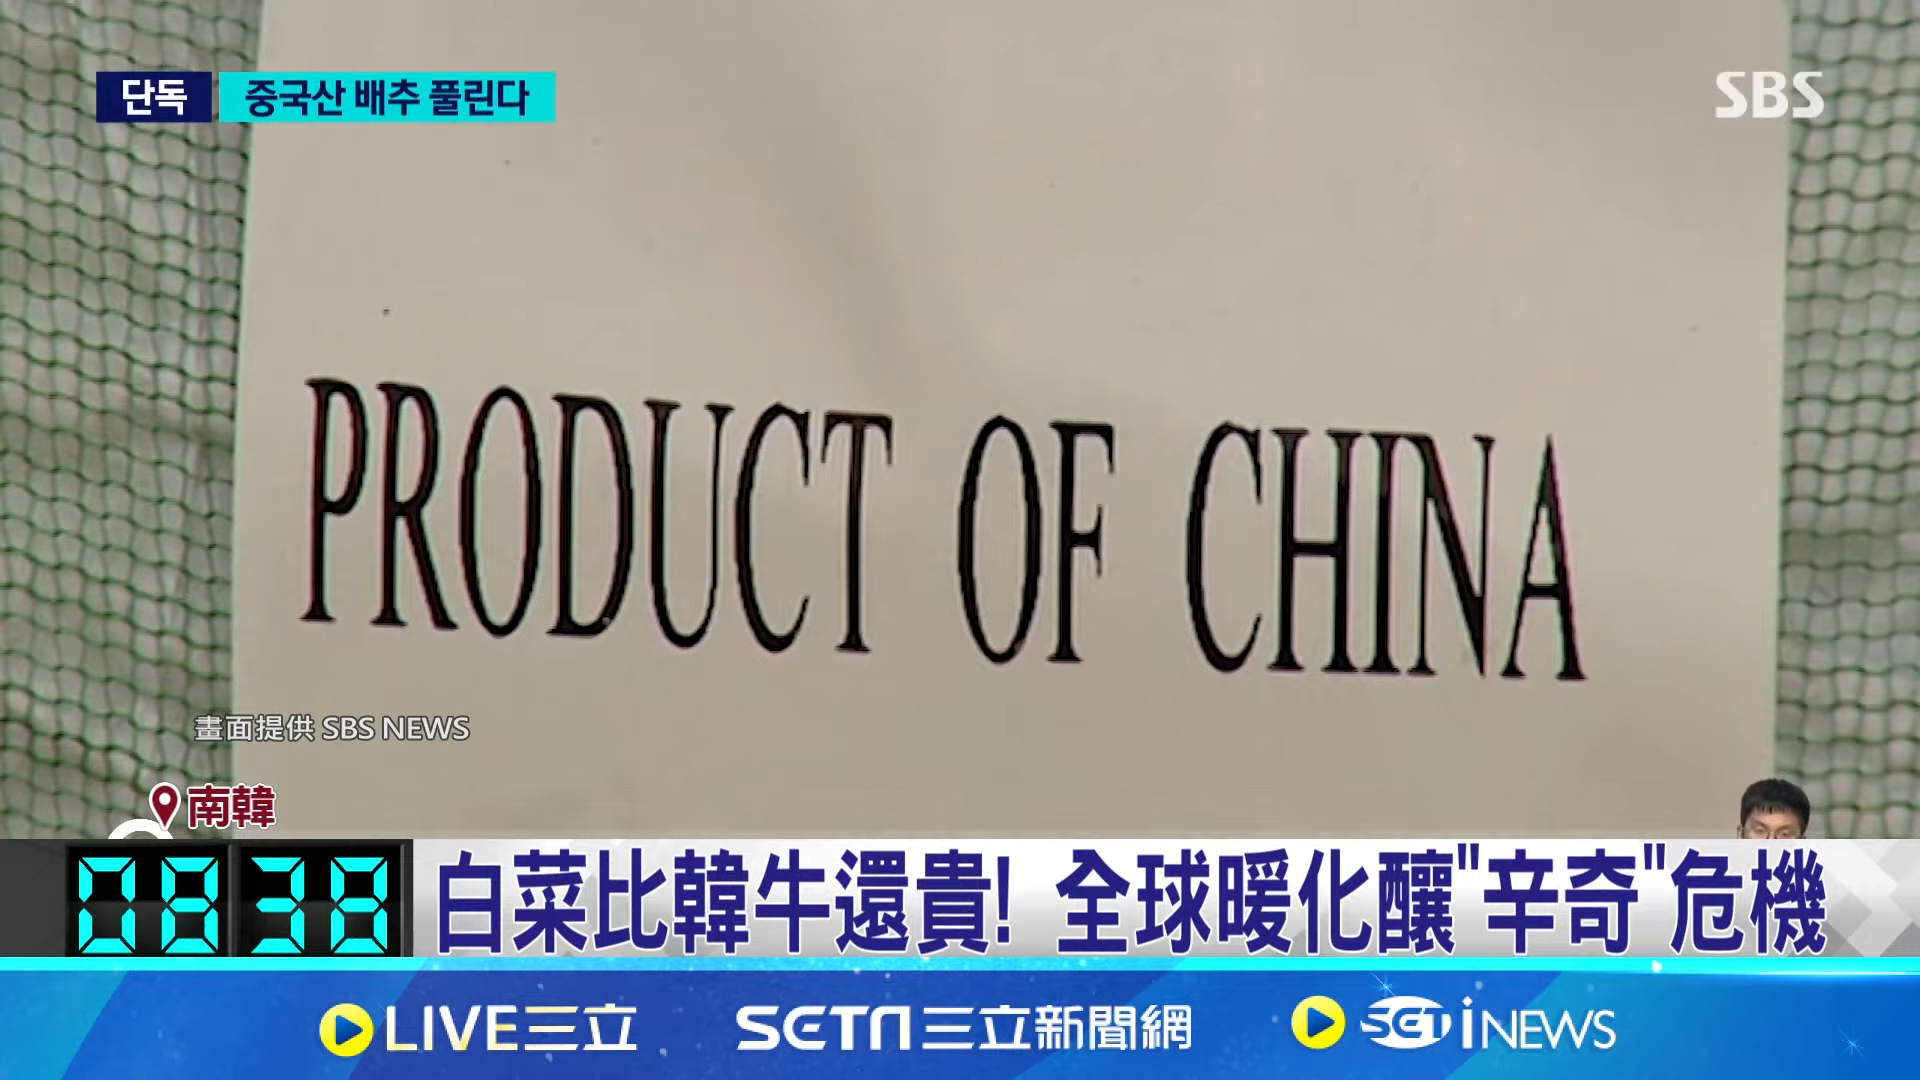 단독 중국산 배추 풀린다
SBS
PRODUCT OF CHINA
畫面提供 SBS NEWS
南韓
08 38
白菜比韓牛還貴! 全球暖化釀"辛奇"危機
LIVE三立
SETN三立新聞網
SETiNEWS